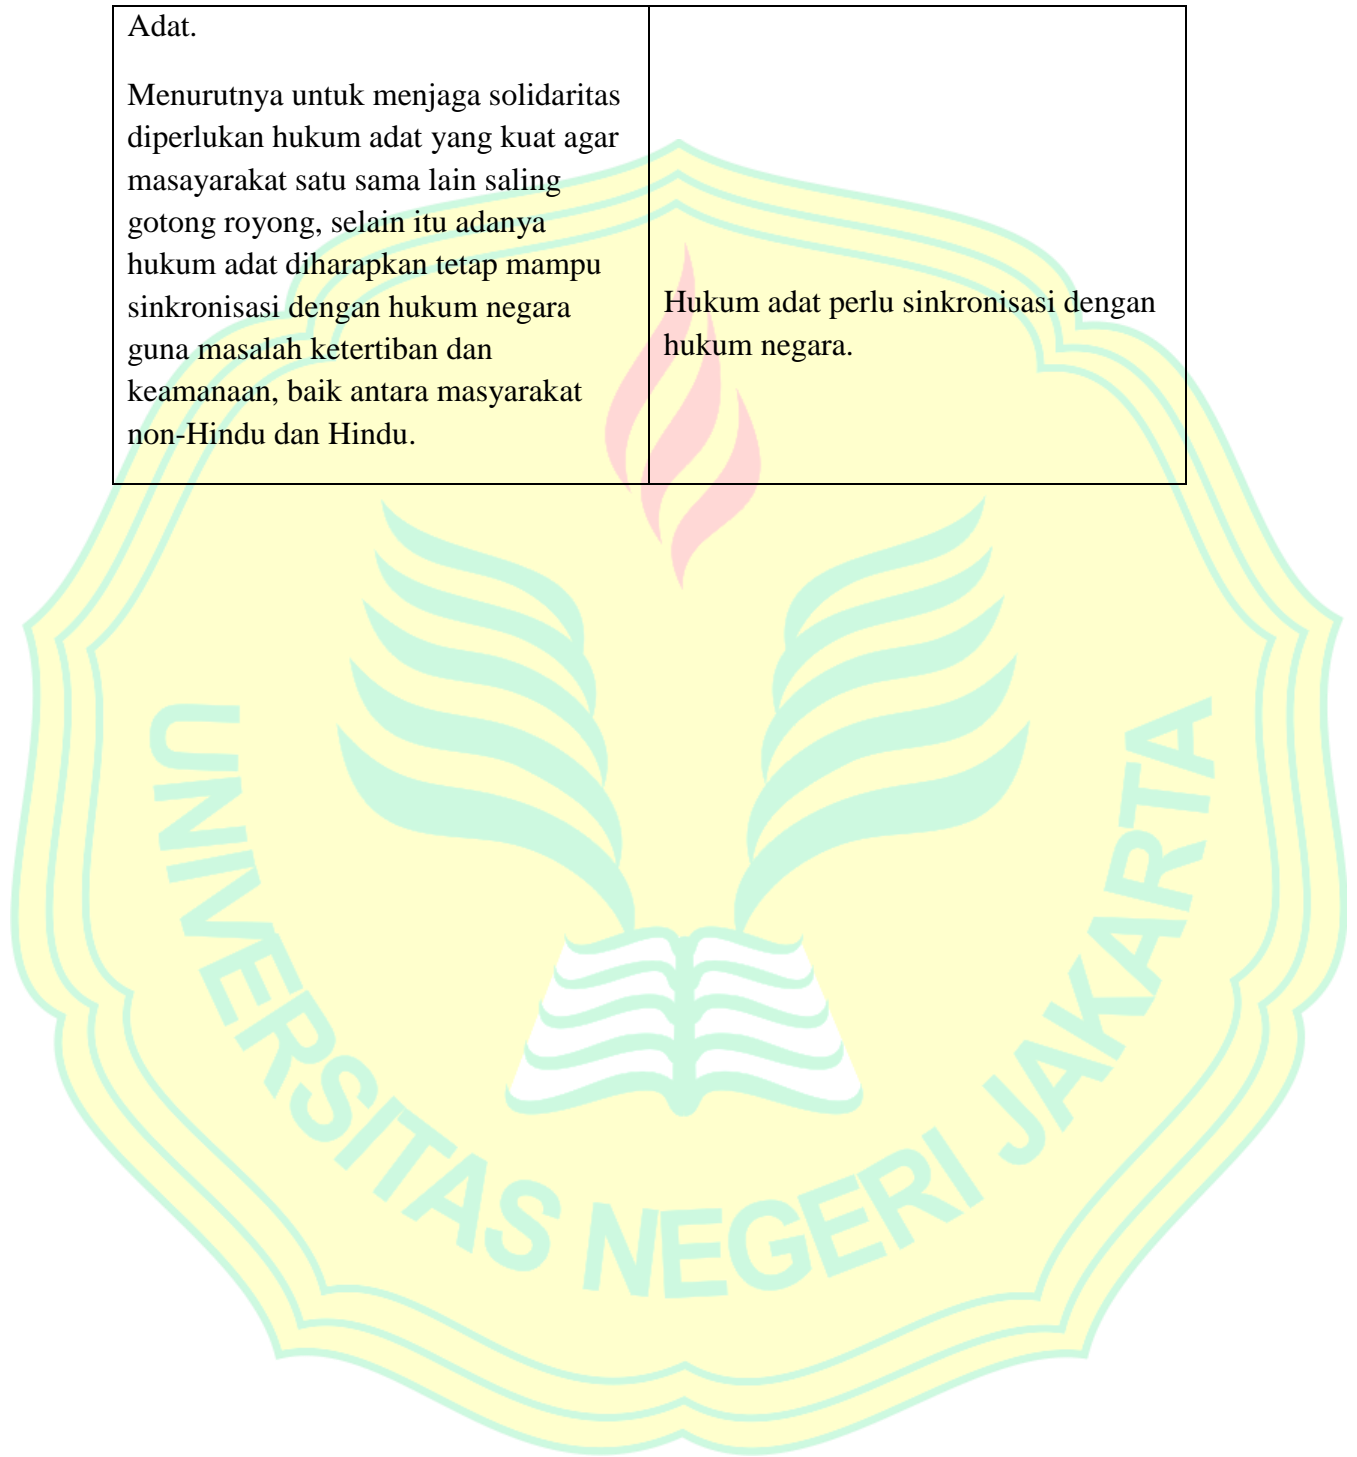 Adat.
Menurutnya untuk menjaga solidaritas
diperlukan hukum adat yang kuat agar
masayarakat satu sama lain saling
gotong royong, selain itu adanya
hukum adat diharapkan tetap mampu
sinkronisasi dengan hukum negara
guna masalah ketertiban dan
keamanaan, baik antara masyarakat
non-Hindu dan Hindu.
Hukum adat perlu sinkronisasi dengan
hukum negara.
UNIVERSITAS NEGERI JAKARTA